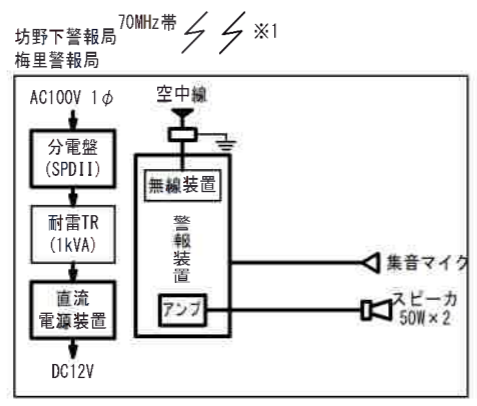 坊野下警報局
梅里警報局
70MHz帯
※1
AC100V 1φ
分電盤
(SPDII)
耐雷TR
(1kVA)
直流
電源装置
DC12V
空中線
無線装置
警報装置
アンプ
集音マイク
スピーカ
50W×2